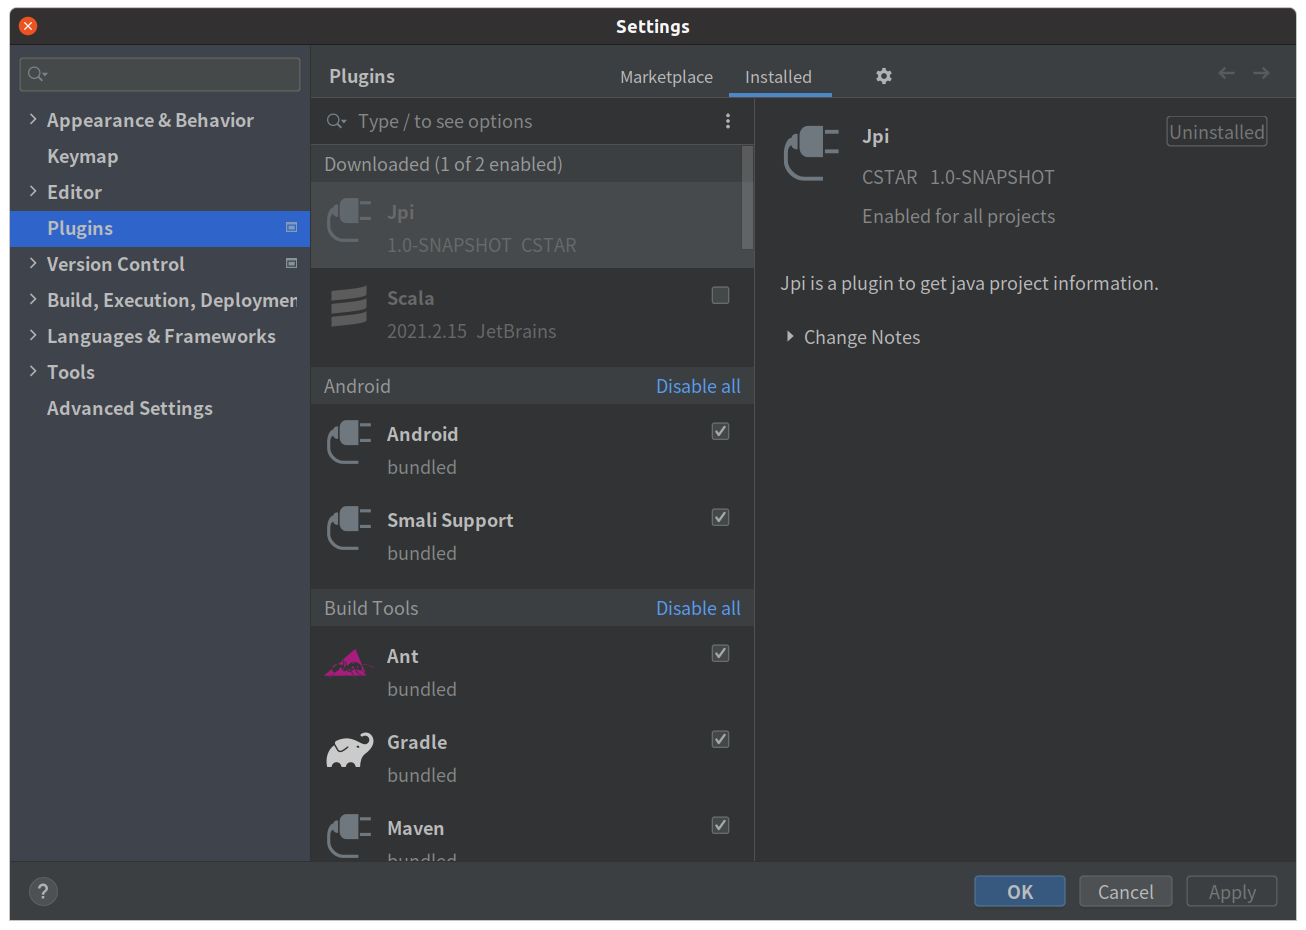 Settings
Appearance & Behavior
Keymap
Editor
Plugins
Version Control
Build, Execution, Deploymen
Languages & Frameworks
Tools
Advanced Settings
Plugins
Marketplace
Installed
Type / to see options
Downloaded (1 of 2 enabled)
Jpi
1.0-SNAPSHOT CSTAR
Scala
2021.2.15 JetBrains
Android
Disable all
Android
bundled
Smali Support
bundled
Build Tools
Disable all
Ant
bundled
Gradle
bundled
Maven
bundled
Jpi
Uninstalled
CSTAR 1.0-SNAPSHOT
Enabled for all projects
Jpi is a plugin to get java project information.
Change Notes
?
OK
Cancel
Apply